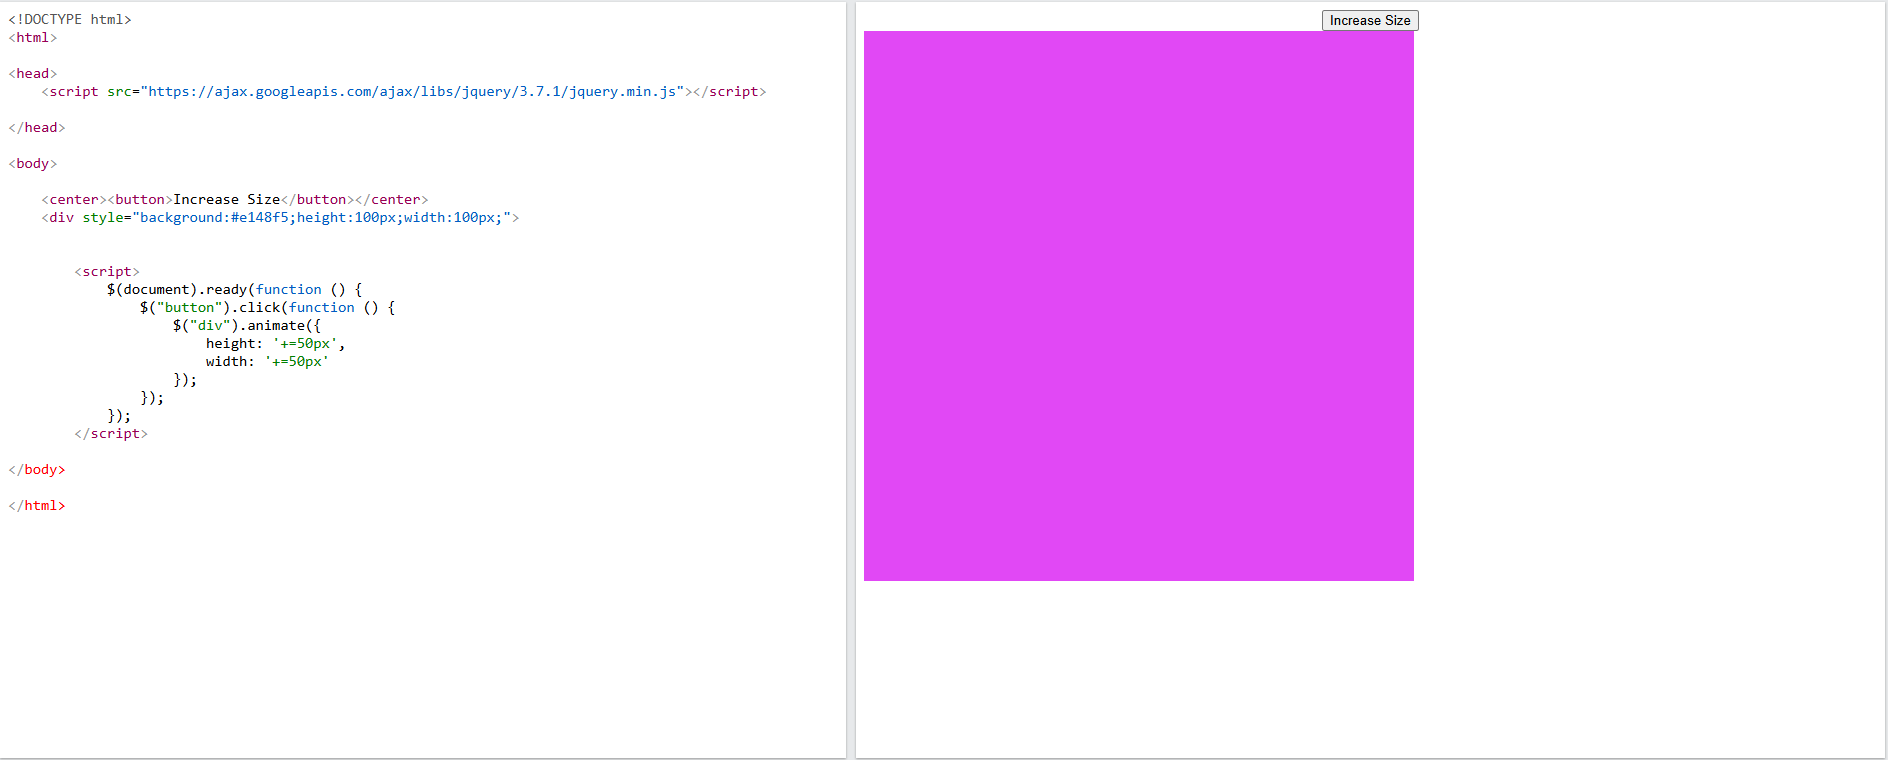 <!DOCTYPE html>
<html>
<head>
<script src="https://ajax.googleapis.com/ajax/libs/jquery/3.7.1/jquery.min.js"></script>
</head>
<body>
<center><button>Increase Size</button></center>
<div style="background:#e148f5;height:100px;width:100px;">
<script>
$(document).ready(function () {
$("button").click(function () {
$("div").animate({
height: '+=50px',
width: '+=50px'
});
});
});
</script>
</body>
</html>
Increase Size